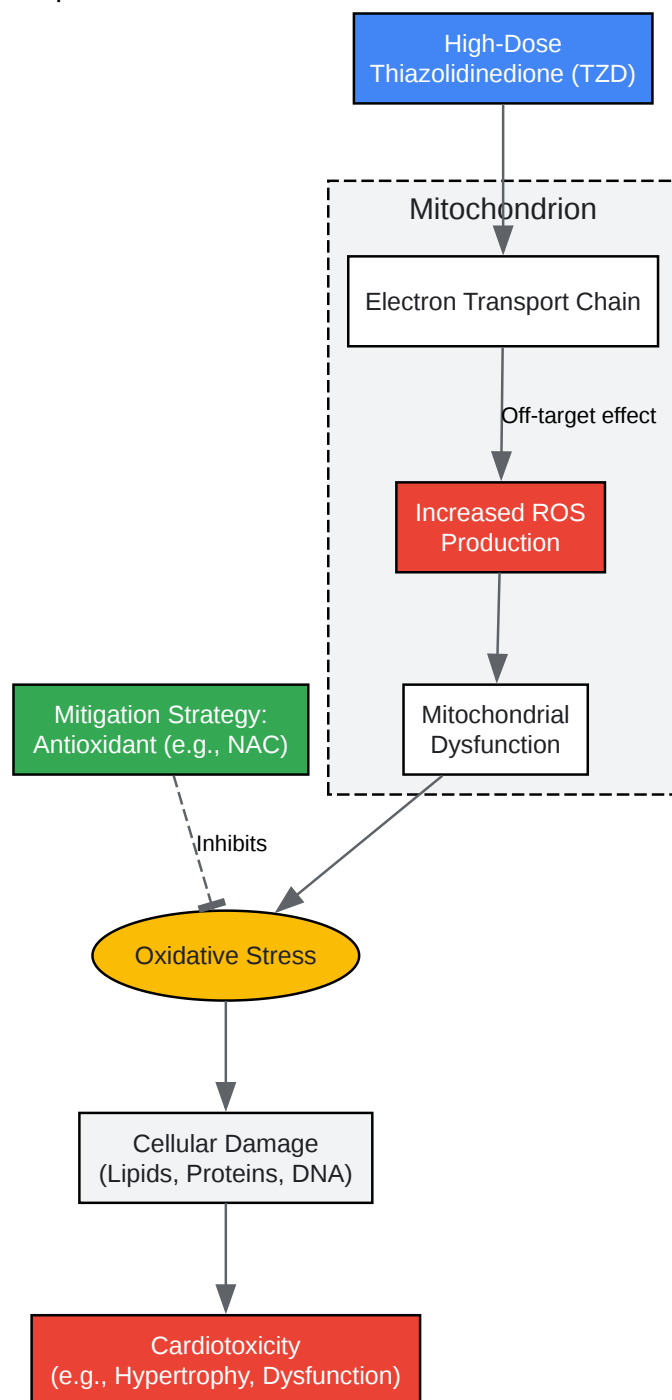 High-Dose
Thiazolidinedione (TZD)
Mitochondrion
Electron Transport Chain
Off-target effect
Increased ROS
Production
Mitigation Strategy:
Antioxidant (e.g., NAC)
Mitochondrial
Dysfunction
Inhibits
Oxidative Stress
Cellular Damage
(Lipids, Proteins, DNA)
Cardiotoxicity
(e.g., Hypertrophy, Dysfunction)